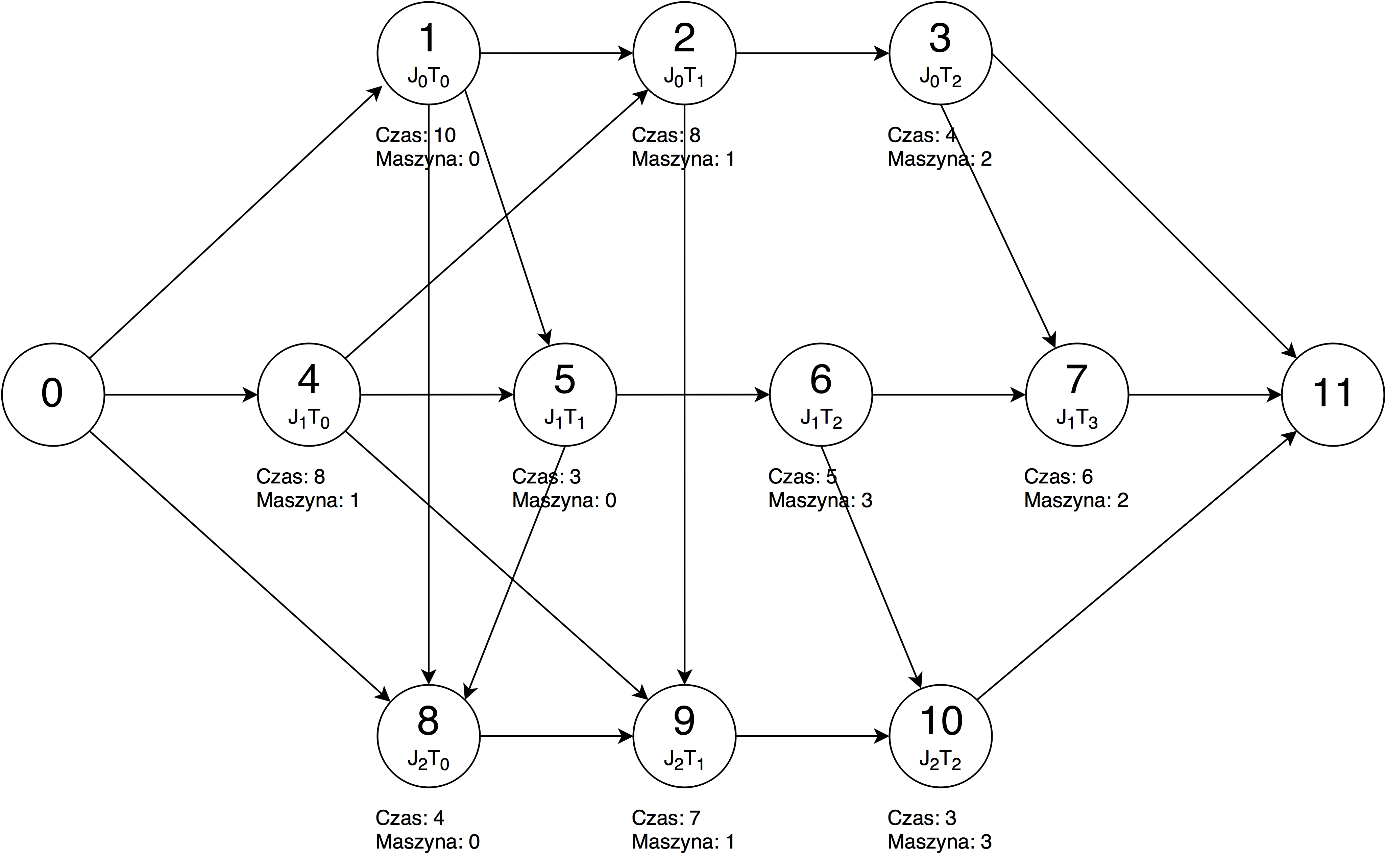 1
J₀T₀
Czas: 10
Maszyna: 0
2
J₀T₁
Czas: 8
Maszyna: 1
3
J₀T₂
Czas: 4
Maszyna: 2
0
4
J₁T₀
Czas: 8
Maszyna: 1
5
J₁T₁
Czas: 3
Maszyna: 0
6
J₁T₂
Czas: 5
Maszyna: 3
7
J₁T₃
Czas: 6
Maszyna: 2
11
8
J₂T₀
Czas: 4
Maszyna: 0
9
J₂T₁
Czas: 7
Maszyna: 1
10
J₂T₂
Czas: 3
Maszyna: 3